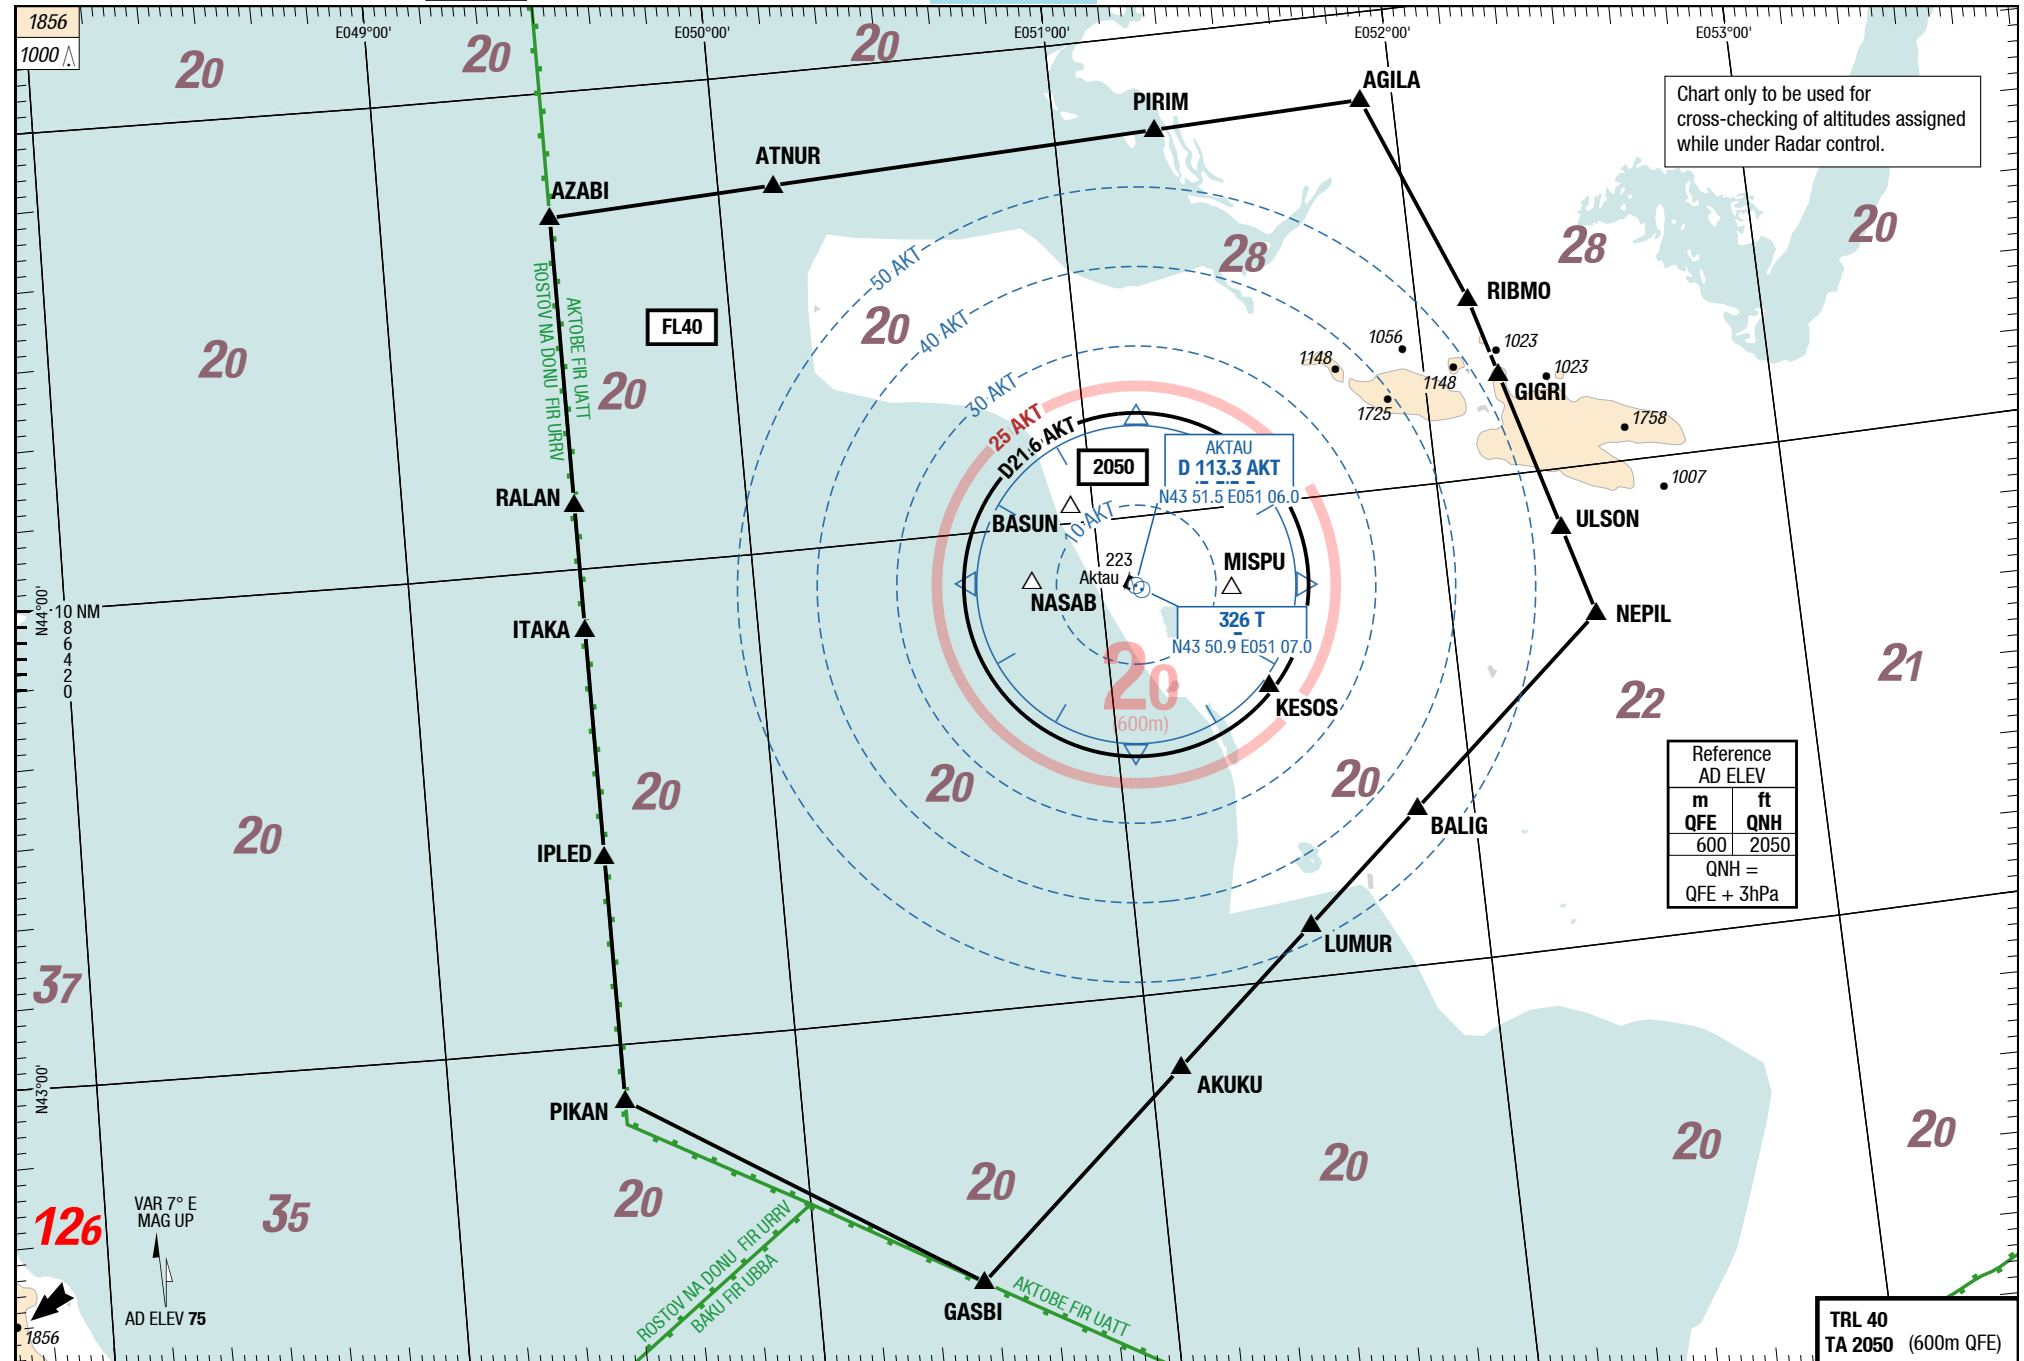 1856
1000
E049°00'
E050°00'
E051°00'
E052°00'
E053°00'
20
20
20
AGILA
PIRIM
Chart only to be used for
cross-checking of altitudes assigned
while under Radar control.
ATNUR
AZABI
20
28
28
50 AKT
RIBMO
AKTOBE FIR UATT
ROSTOV NA DONU FIR URRV
FL40
20
40 AKT
1056
1023
1148
1148
1023
20
20
30 AKT
GIGRI
1725
1758
25 AKT
D21.6 AKT
2050
AKTAU
D 113.3 AKT
N43 51.5 E051 06.0
1007
RALAN
BASUN
10 AKT
ULSON
223
Aktau
MISPU
NASAB
N44°00'
10 NM
8
6
4
2
0
ITAKA
326 T
N43 50.9 E051 07.0
NEPIL
20
(600m)
KESOS
21
22
20
20
20
20
IPLED
BALIG
Reference
AD ELEV
m ft
QFE QNH
600 2050
QNH =
QFE + 3hPa
LUMUR
37
N43°00'
PIKAN
AKUKU
20
20
20
20
20
126
VAR 7° E
MAG UP
35
AD ELEV 75
ROSTOV NA DONU FIR URRV
BAKU FIR UBBA
AKTOBE FIR UATT
GASBI
1856
TRL 40
TA 2050 (600m QFE)